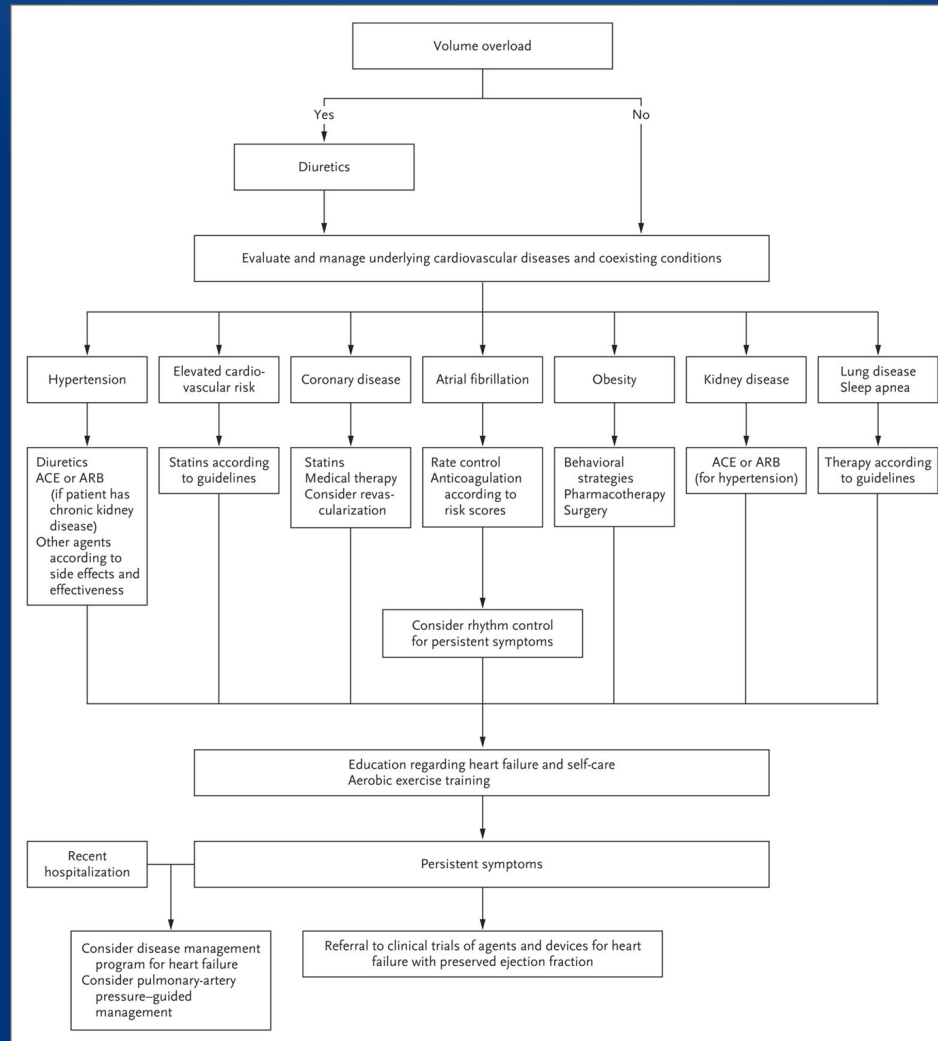 Volume overload
Yes
No
Diuretics
Evaluate and manage underlying cardiovascular diseases and coexisting conditions
Hypertension
Elevated cardio-
vascular risk
Coronary disease
Atrial fibrillation
Obesity
Kidney disease
Lung disease
Sleep apnea
Diuretics
ACE or ARB
(if patient has
chronic kidney
disease)
Other agents
according to
side effects and
effectiveness
Statins according
to guidelines
Statins
Medical therapy
Consider revas-
cularization
Rate control
Anticoagulation
according to
risk scores
Behavioral
strategies
Pharmacotherapy
Surgery
ACE or ARB
(for hypertension)
Therapy according
to guidelines
Consider rhythm control
for persistent symptoms
Education regarding heart failure and self-care
Aerobic exercise training
Recent
hospitalization
Persistent symptoms
Consider disease management
program for heart failure
Consider pulmonary-artery
pressure–guided
management
Referral to clinical trials of agents and devices for heart
failure with preserved ejection fraction